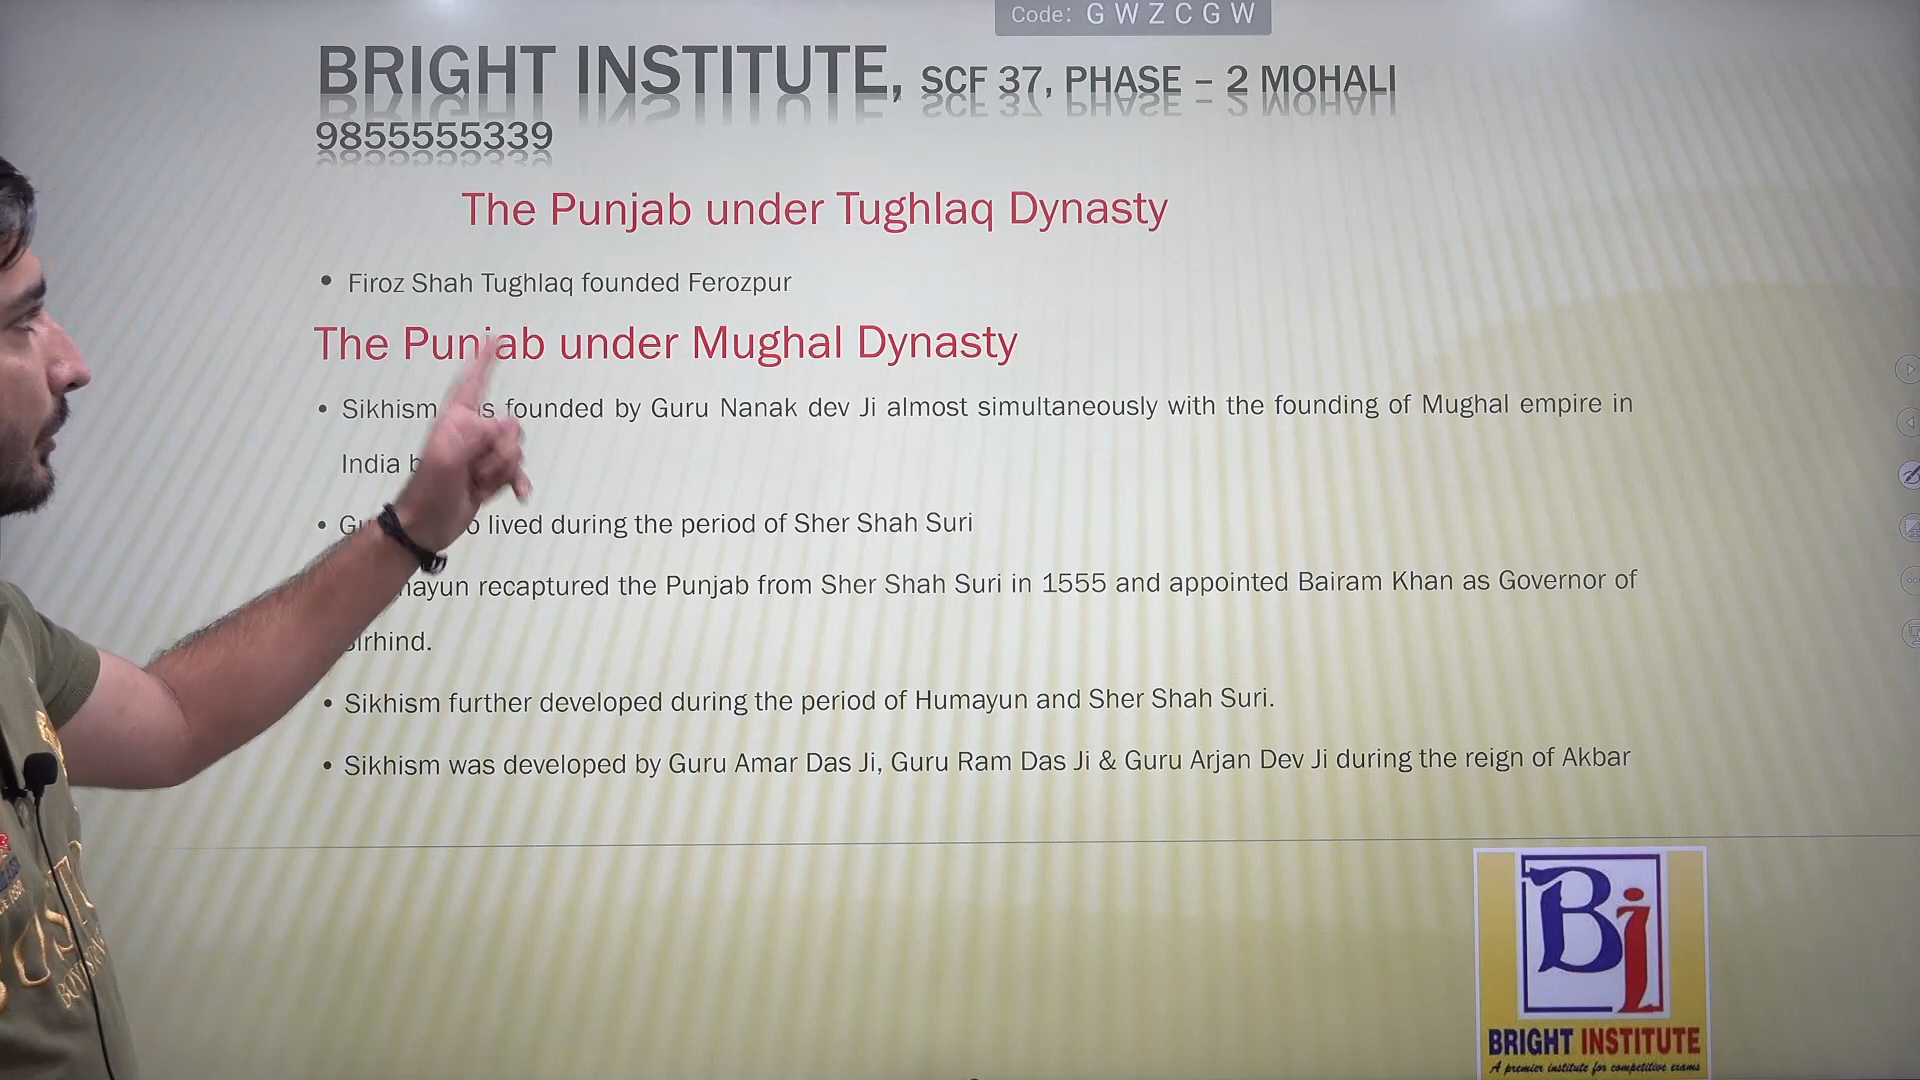 Code: G W Z C G W
BRIGHT INSTITUTE, SCF 37, PHASE – 2 MOHALI
9855555339
The Punjab under Tughlaq Dynasty
• Firoz Shah Tughlaq founded Ferozpur
The Punjab under Mughal Dynasty
• Sikhism founded by Guru Nanak dev Ji almost simultaneously with the founding of Mughal empire in
India
• lived during the period of Sher Shah Suri
recaptured the Punjab from Sher Shah Suri in 1555 and appointed Bairam Khan as Governor of
• Sikhism further developed during the period of Humayun and Sher Shah Suri.
• Sikhism was developed by Guru Amar Das Ji, Guru Ram Das Ji & Guru Arjan Dev Ji during the reign of Akbar
Bi
BRIGHT INSTITUTE
A premier institute for competitive exams